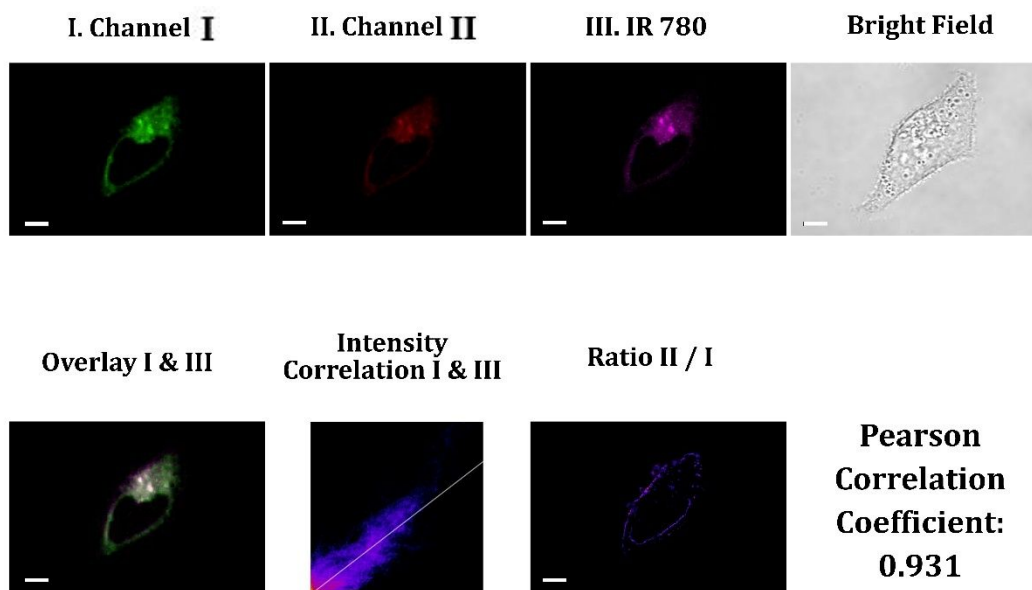 I. Channel I
II. Channel II
III. IR 780
Bright Field
Overlay I & III
Intensity
Correlation I & III
Ratio II / I
Pearson
Correlation
Coefficient:
0.931